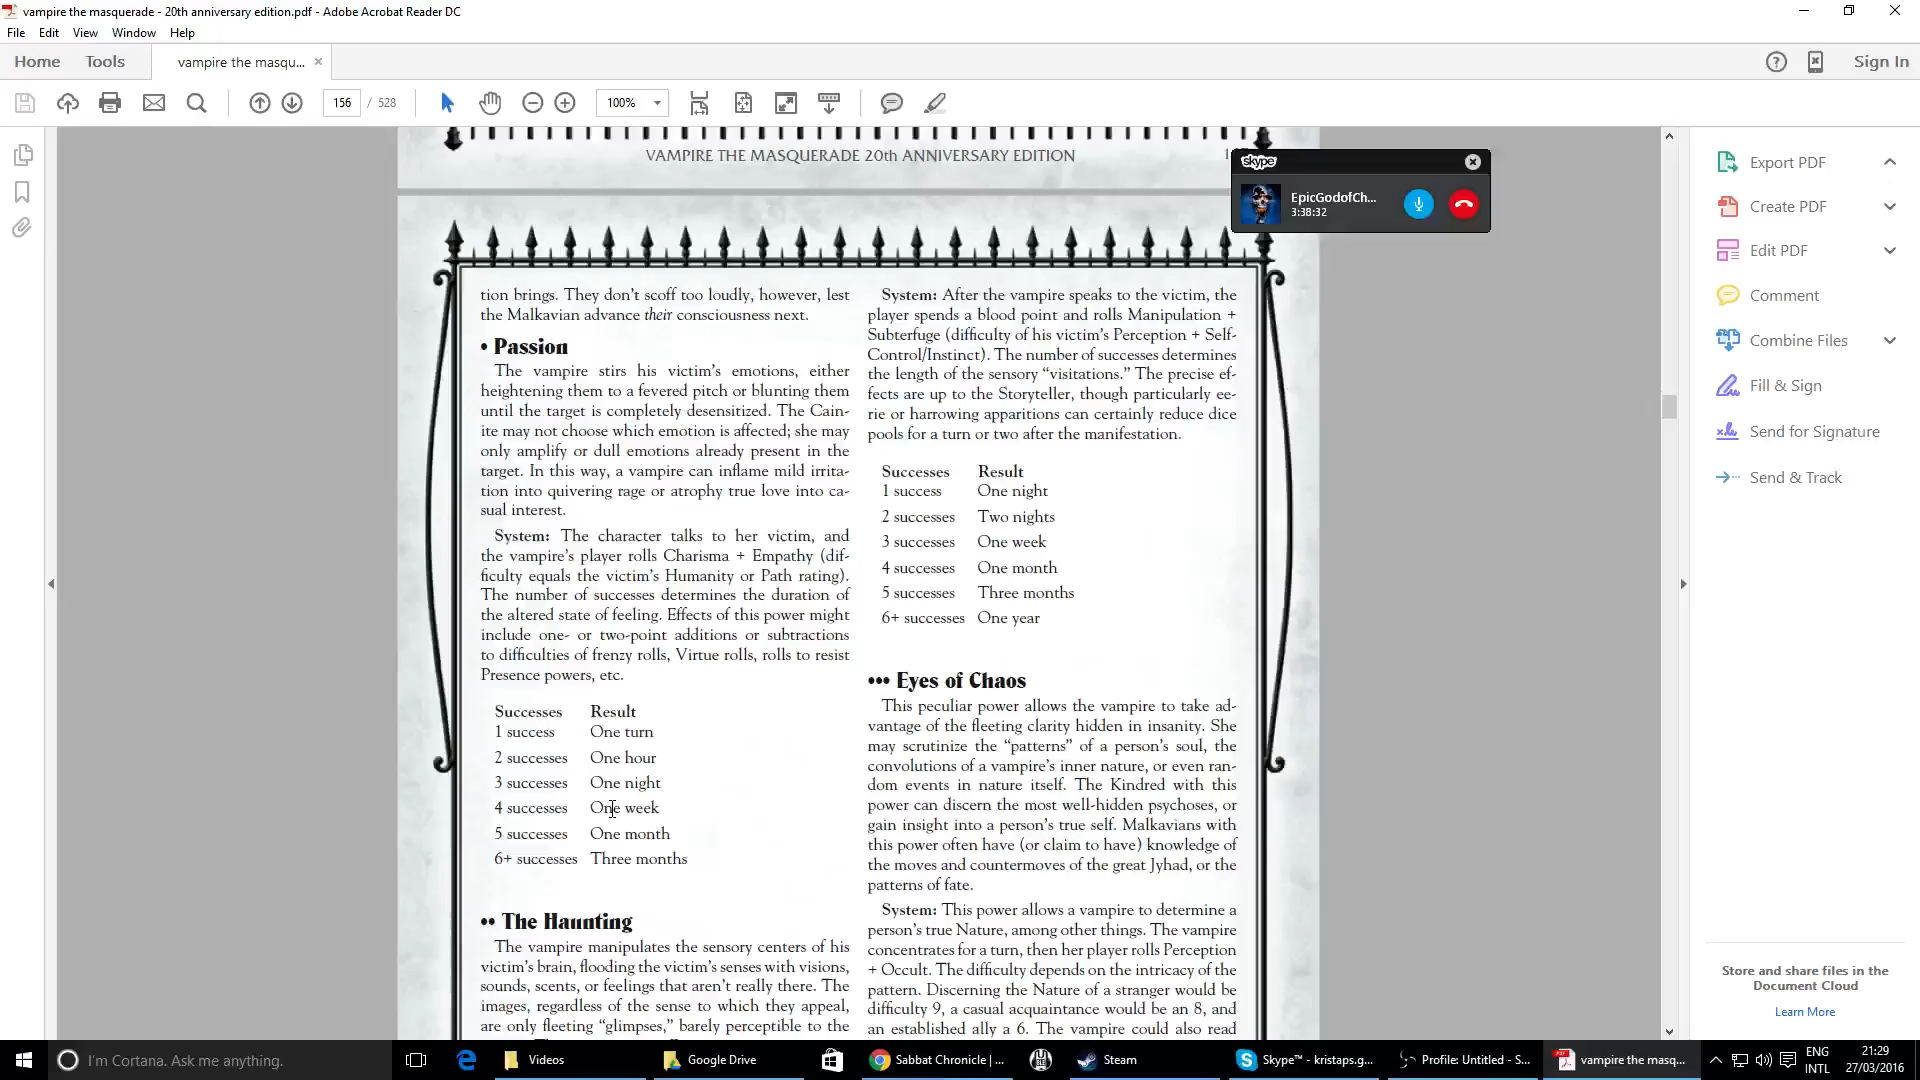 vampire the masquerade - 20th anniversary edition.pdf - Adobe Acrobat Reader DC
File Edit View Window Help
Home Tools vampire the masqu... Sign In
156 / 528 100%
VAMPIRE THE MASQUERADE 20th ANNIVERSARY EDITION
skype
EpicGodofCh...
3:38:32
tion brings. They don't scoff too loudly, however, lest
the Malkavian advance their consciousness next.
• Passion
The vampire stirs his victim's emotions, either
heightening them to a fevered pitch or blunting them
until the target is completely desensitized. The Cain-
ite may not choose which emotion is affected; she may
only amplify or dull emotions already present in the
target. In this way, a vampire can inflame mild irrita-
tion into quivering rage or atrophy true love into ca-
sual interest.
System: The character talks to her victim, and
the vampire's player rolls Charisma + Empathy (dif-
ficulty equals the victim's Humanity or Path rating).
The number of successes determines the duration of
the altered state of feeling. Effects of this power might
include one- or two-point additions or subtractions
to difficulties of frenzy rolls, Virtue rolls, rolls to resist
Presence powers, etc.
Successes Result
1 success One turn
2 successes One hour
3 successes One night
4 successes One week
5 successes One month
6+ successes Three months
•• The Haunting
The vampire manipulates the sensory centers of his
victim's brain, flooding the victim's senses with visions,
sounds, scents, or feelings that aren't really there. The
images, regardless of the sense to which they appeal,
are only fleeting “glimpses,” barely perceptible to the
System: After the vampire speaks to the victim, the
player spends a blood point and rolls Manipulation +
Subterfuge (difficulty of his victim's Perception + Self-
Control/Instinct). The number of successes determines
the length of the sensory “visitations.” The precise ef-
fects are up to the Storyteller, though particularly ee-
rie or harrowing apparitions can certainly reduce dice
pools for a turn or two after the manifestation.
Successes Result
1 success One night
2 successes Two nights
3 successes One week
4 successes One month
5 successes Three months
6+ successes One year
••• Eyes of Chaos
This peculiar power allows the vampire to take ad-
vantage of the fleeting clarity hidden in insanity. She
may scrutinize the “patterns” of a person's soul, the
convolutions of a vampire's inner nature, or even ran-
dom events in nature itself. The Kindred with this
power can discern the most well-hidden psychoses, or
gain insight into a person's true self. Malkavians with
this power often have (or claim to have) knowledge of
the moves and countermoves of the great Jyhad, or the
patterns of fate.
System: This power allows a vampire to determine a
person's true Nature, among other things. The vampire
concentrates for a turn, then her player rolls Perception
+ Occult. The difficulty depends on the intricacy of the
pattern. Discerning the Nature of a stranger would be
difficulty 9, a casual acquaintance would be an 8, and
an established ally a 6. The vampire could also read
Export PDF
Create PDF
Edit PDF
Comment
Combine Files
Fill & Sign
Send for Signature
Send & Track
Store and share files in the
Document Cloud
Learn More
I'm Cortana. Ask me anything.
Videos
Google Drive
Sabbat Chronicle | ...
Steam
Skype™ - kristaps.g...
Profile: Untitled - S...
vampire the masq...
ENG
INTL
21:29
27/03/2016